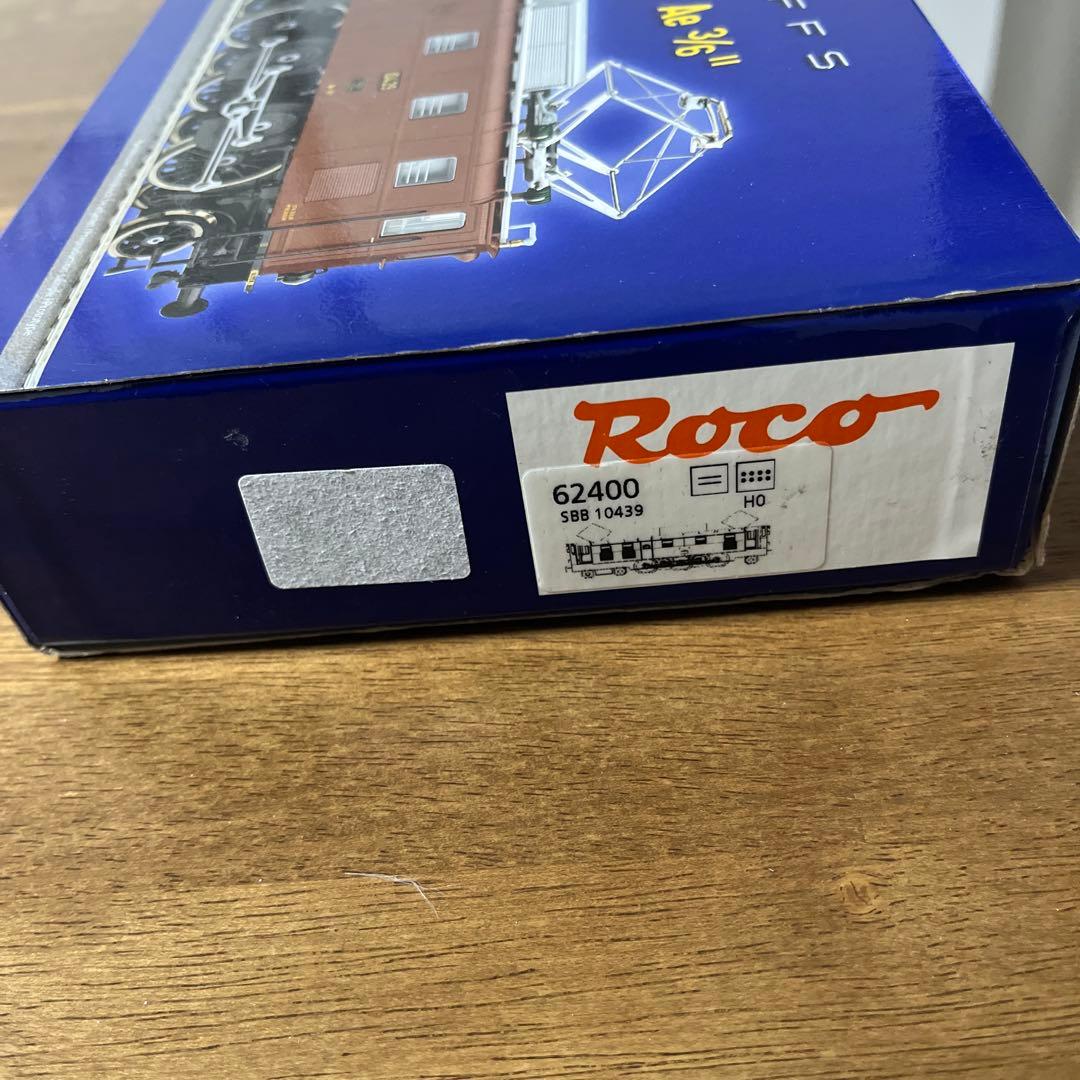 F F S
Ae 3/6 II
Roco
62400
SBB 10439
H0